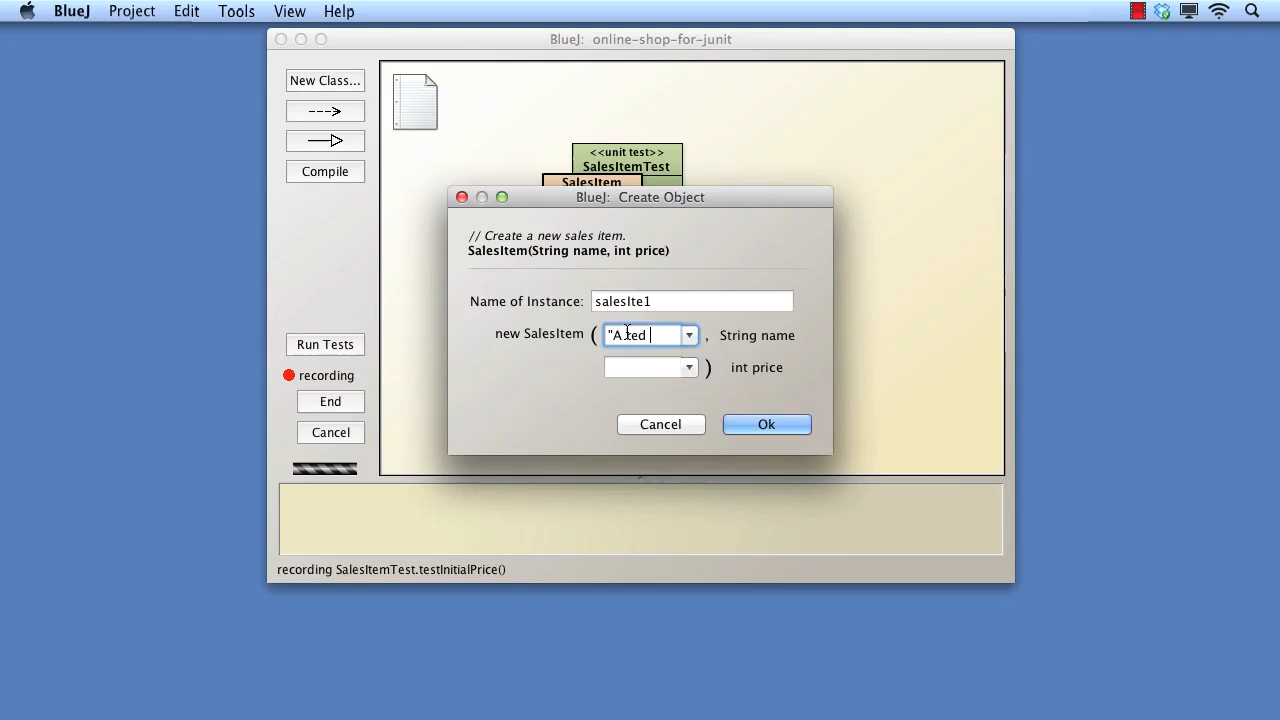 BlueJ Project Edit Tools View Help
BlueJ: online-shop-for-junit
New Class...
Compile
<<unit test>>
SalesItemTest
SalesItem
BlueJ: Create Object
// Create a new sales item.
SalesItem(String name, int price)
Name of Instance: salesIte1
new SalesItem ( "A red , String name
) int price
Cancel Ok
Run Tests
recording
End
Cancel
recording SalesItemTest.testInitialPrice()